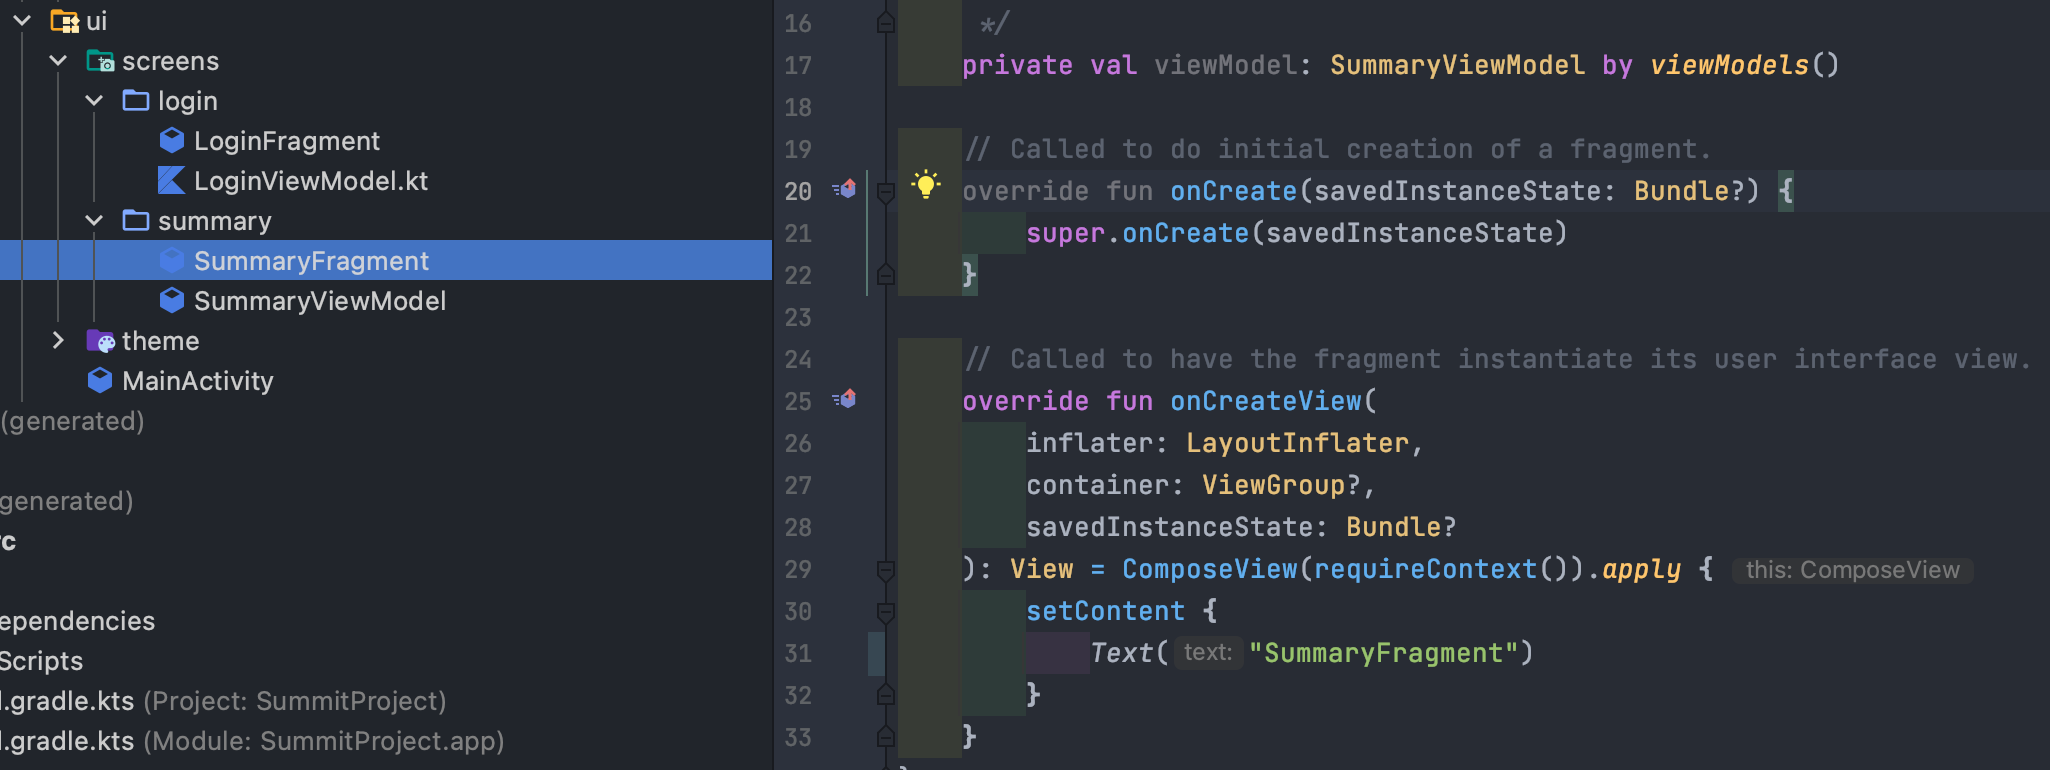 ui
screens
login
LoginFragment
LoginViewModel.kt
summary
SummaryFragment
SummaryViewModel
theme
MainActivity
(generated)
generated)
rc
ependencies
Scripts
l.gradle.kts (Project: SummitProject)
l.gradle.kts (Module: SummitProject.app)
16 */
17 private val viewModel: SummaryViewModel by viewModels()
18
19 // Called to do initial creation of a fragment.
20 override fun onCreate(savedInstanceState: Bundle?) {
21 super.onCreate(savedInstanceState)
22 }
23
24 // Called to have the fragment instantiate its user interface view.
25 override fun onCreateView(
26 inflater: LayoutInflater,
27 container: ViewGroup?,
28 savedInstanceState: Bundle?
29 ): View = ComposeView(requireContext()).apply { this: ComposeView
30 setContent {
31 Text( text: "SummaryFragment")
32 }
33 }